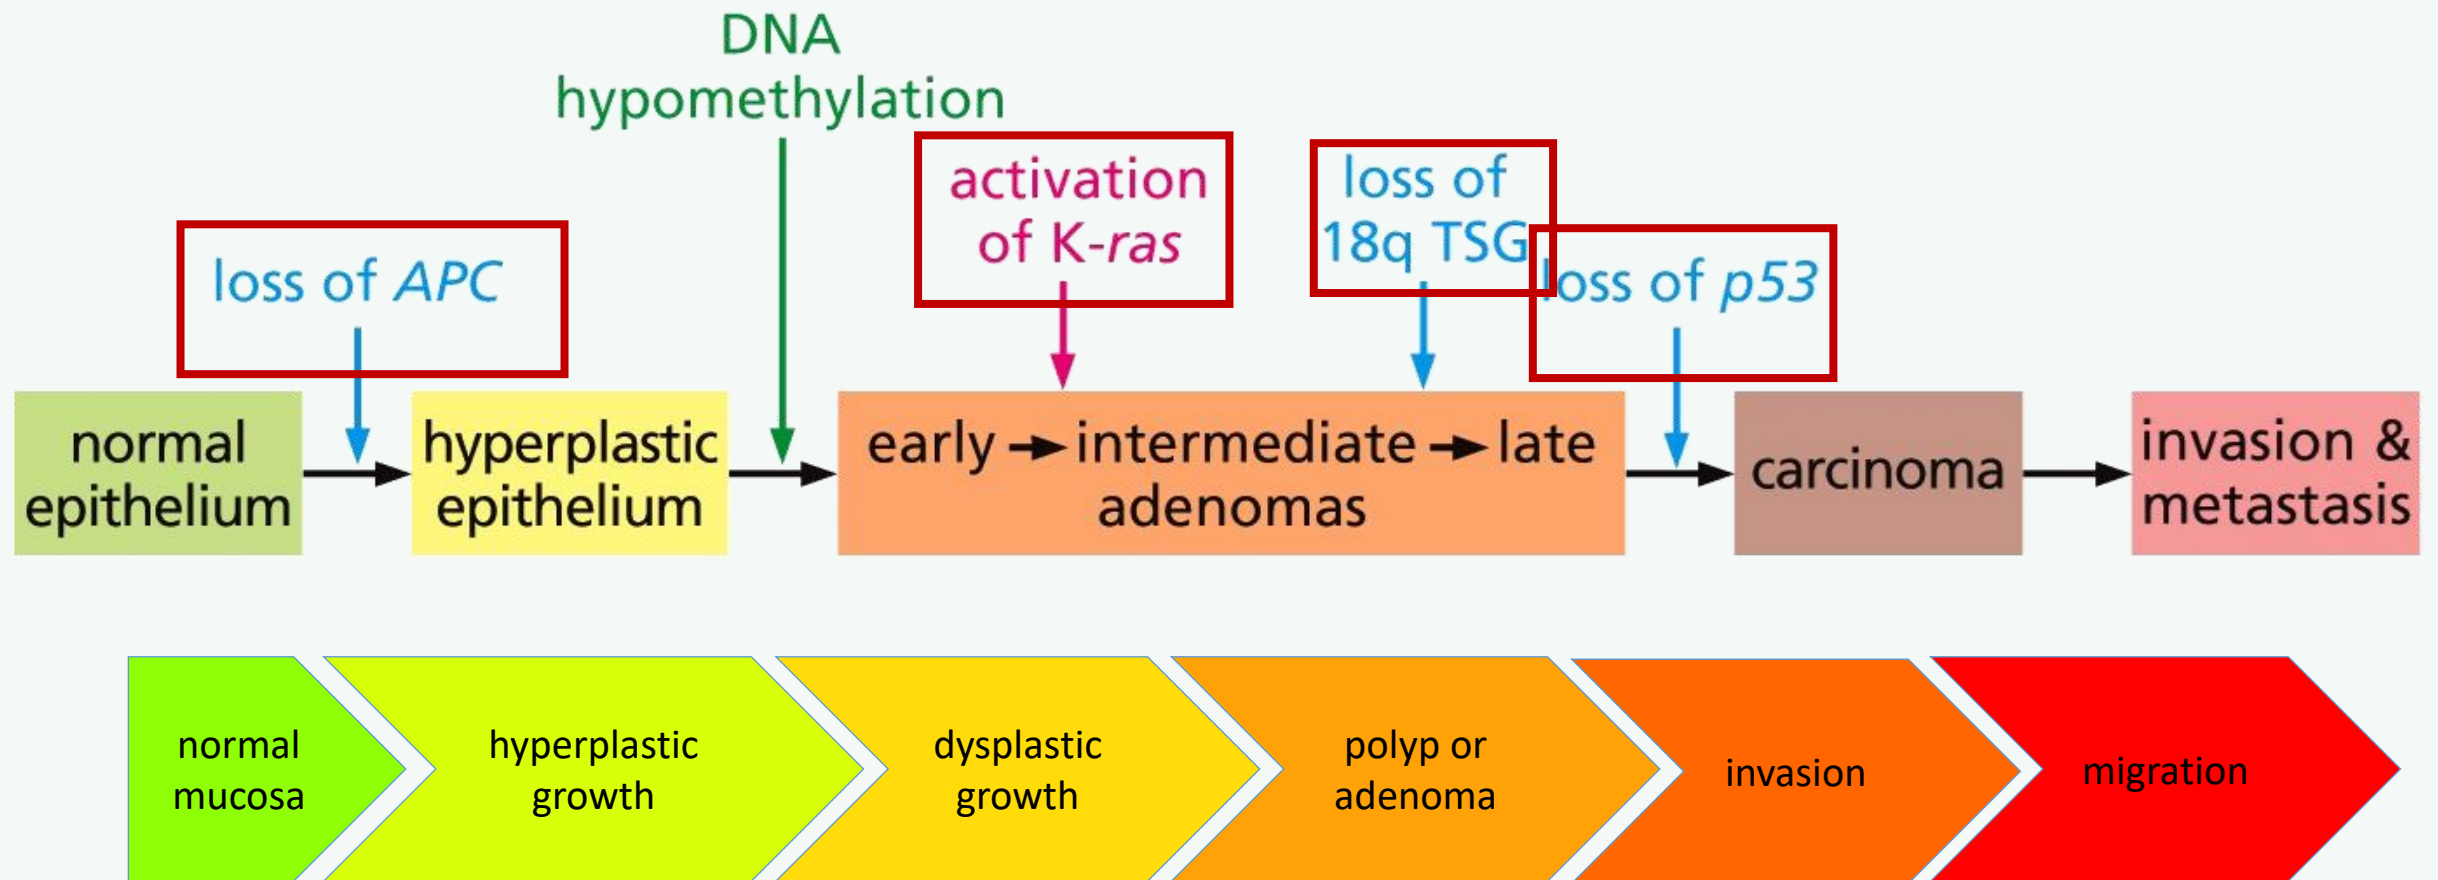 DNA
hypomethylation
activation
of K-ras
loss of
18q TSG
loss of APC
loss of p53
normal
epithelium
hyperplastic
epithelium
early → intermediate → late
adenomas
carcinoma
invasion &
metastasis
normal
mucosa
hyperplastic
growth
dysplastic
growth
polyp or
adenoma
invasion
migration